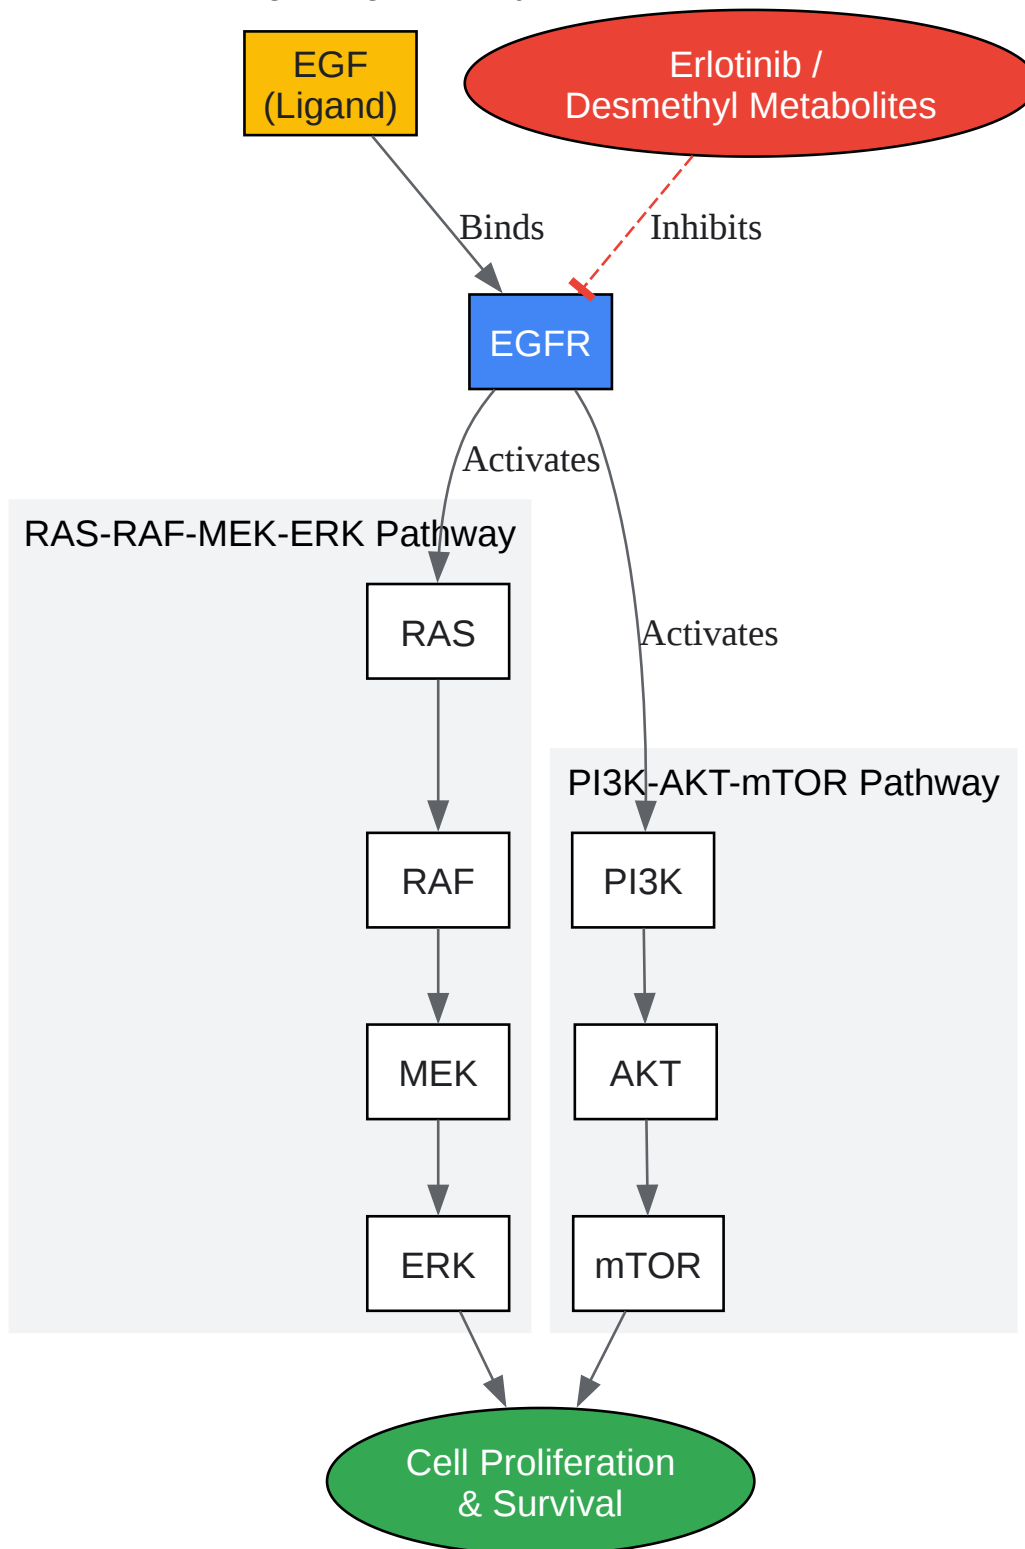 EGF
(Ligand)
Erlotinib /
Desmethyl Metabolites
Binds
Inhibits
EGFR
Activates
RAS-RAF-MEK-ERK Pathway
RAS
Activates
PI3K-AKT-mTOR Pathway
RAF
PI3K
MEK
AKT
ERK
mTOR
Cell Proliferation
& Survival